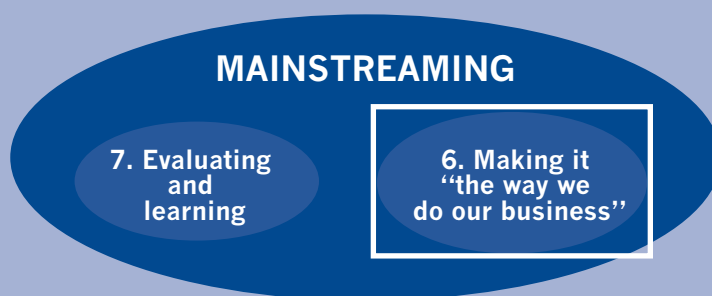 MAINSTREAMING
7. Evaluating
and
learning
6. Making it
‘‘the way we
do our business’’